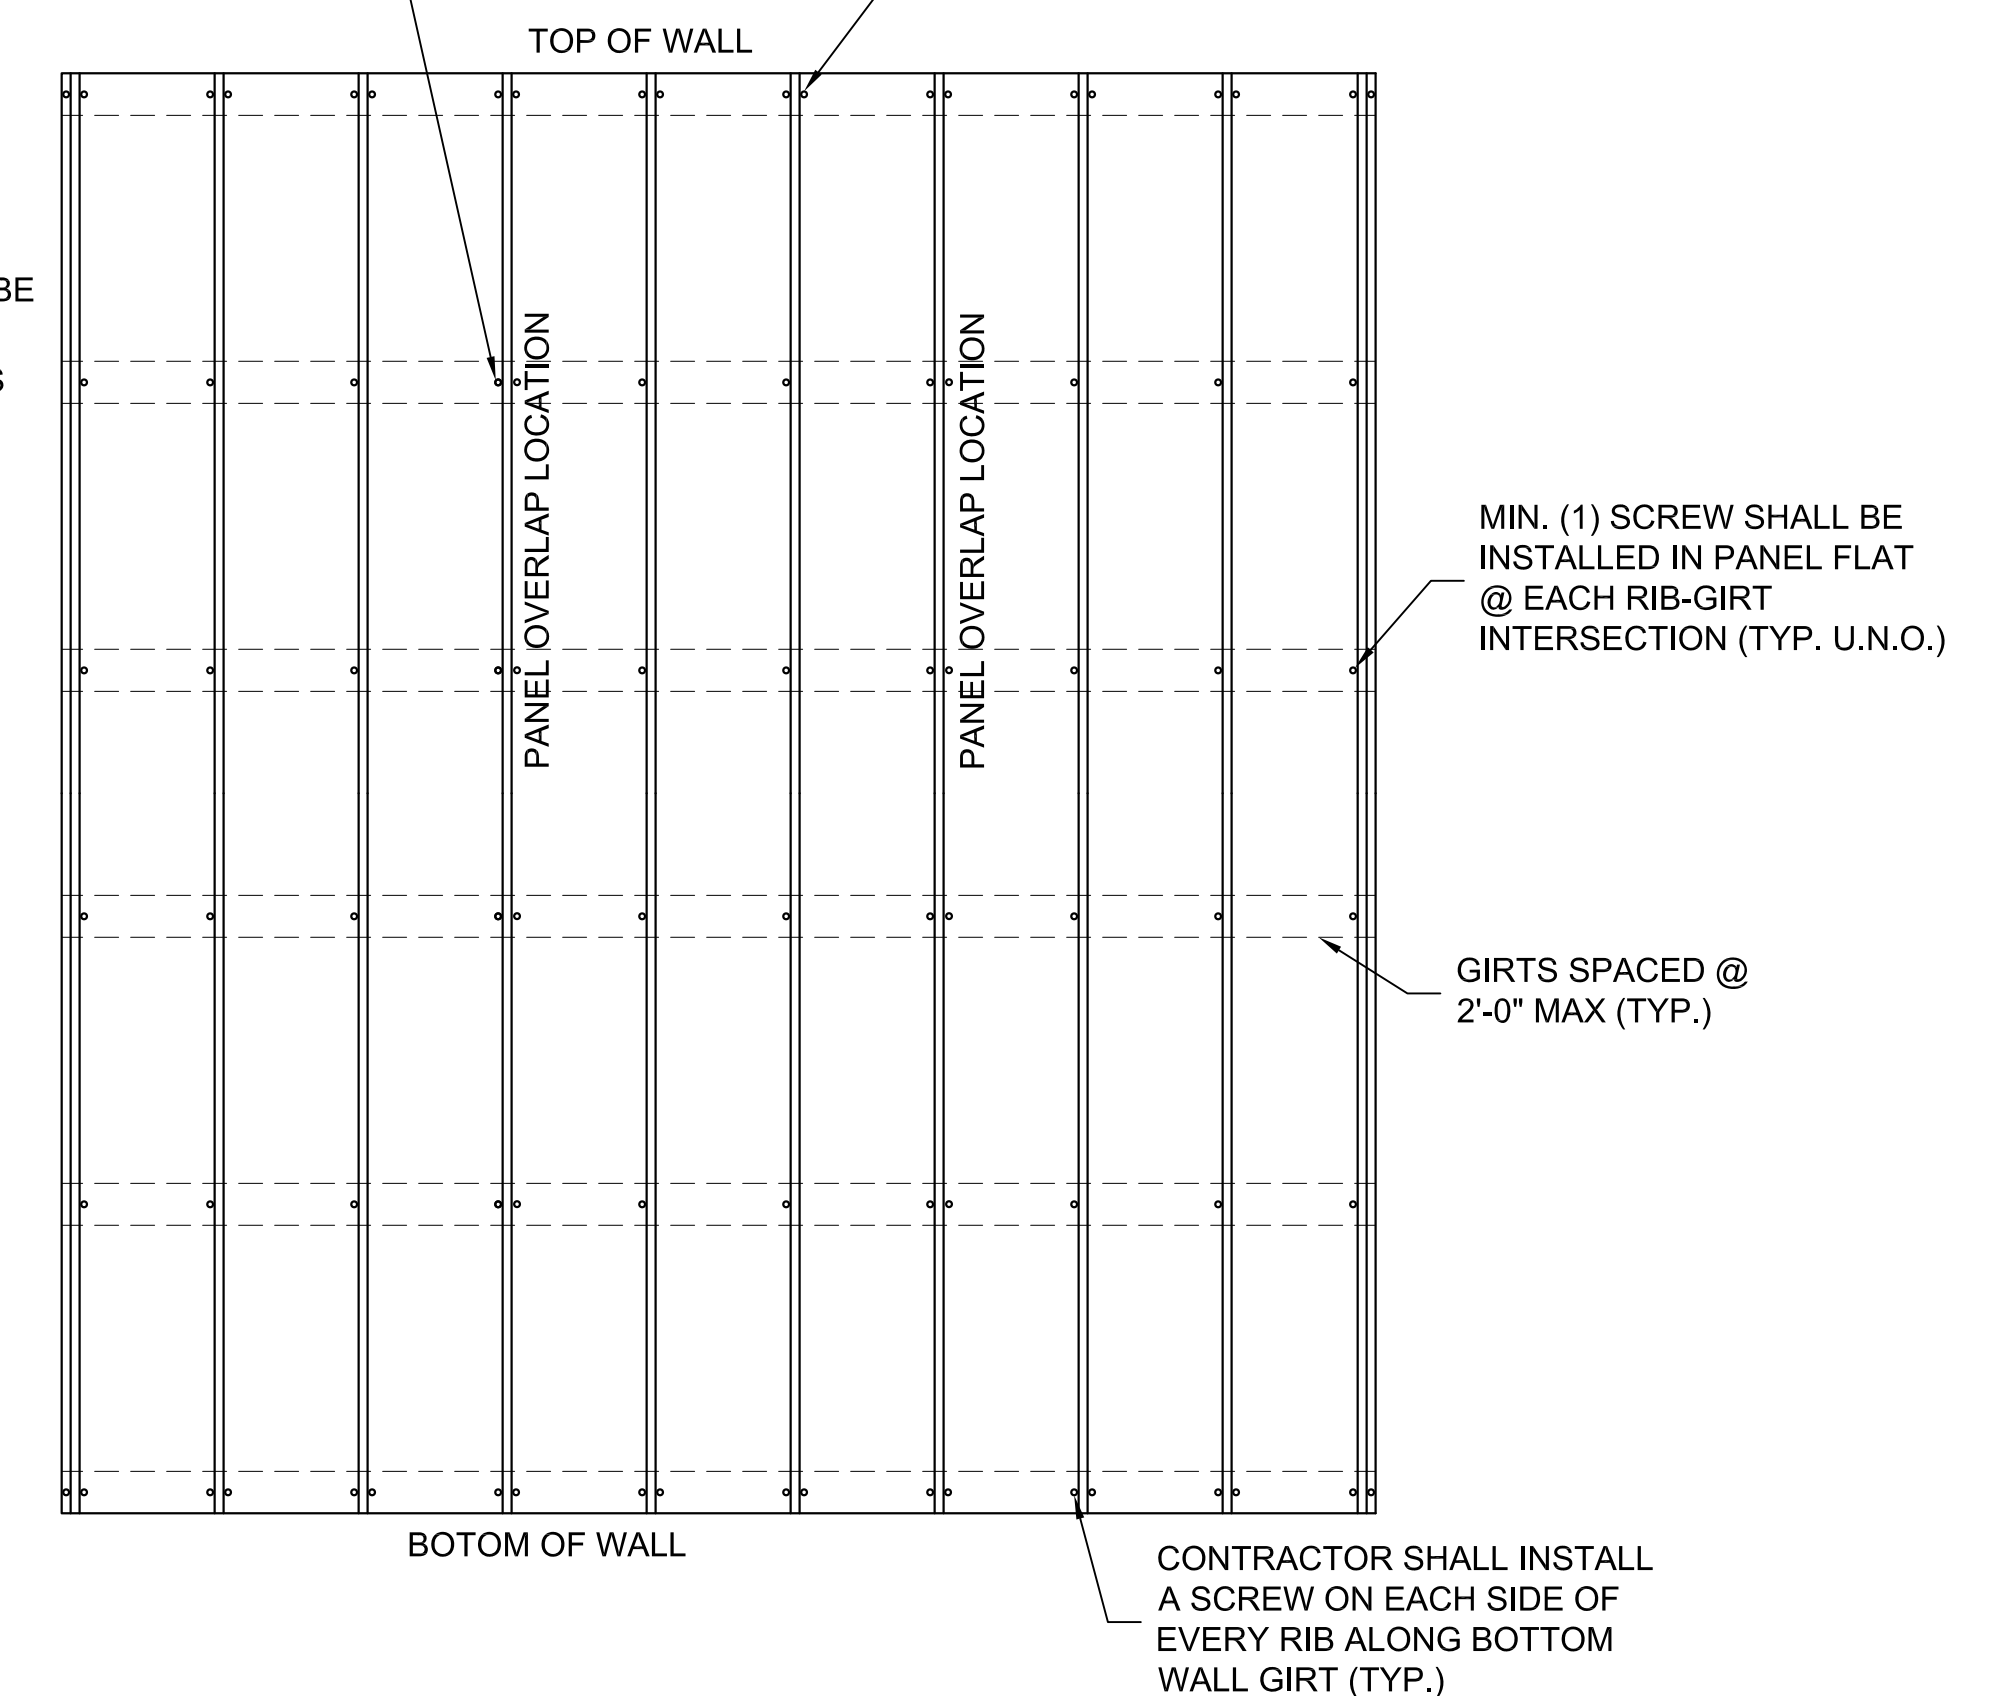 TOP OF WALL
BE
PANEL OVERLAP LOCATION
PANEL OVERLAP LOCATION
MIN. (1) SCREW SHALL BE
INSTALLED IN PANEL FLAT
@ EACH RIB-GIRT
INTERSECTION (TYP. U.N.O.)
GIRTS SPACED @
2'-0" MAX (TYP.)
BOTOM OF WALL
CONTRACTOR SHALL INSTALL
A SCREW ON EACH SIDE OF
EVERY RIB ALONG BOTTOM
WALL GIRT (TYP.)